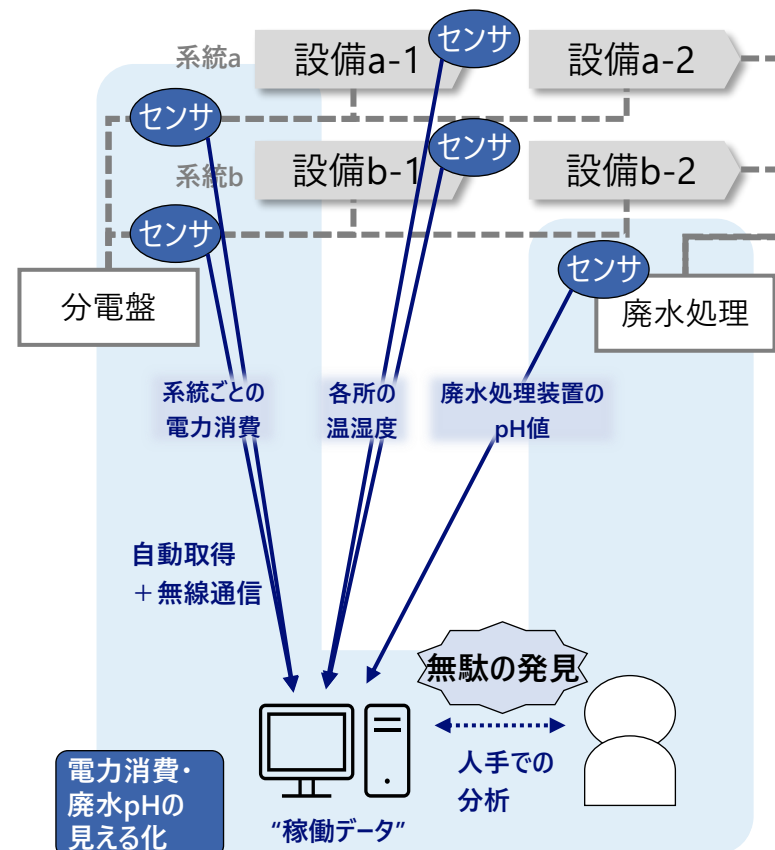 センサ
系統a
設備a-1
設備a-2
センサ
センサ
系統b
設備b-1
設備b-2
センサ
センサ
分電盤
廃水処理
系統ごとの
電力消費
各所の
温湿度
廃水処理装置の
pH値
自動取得
＋無線通信
無駄の発見
人手での
分析
電力消費・
廃水pHの
見える化
“稼働データ”